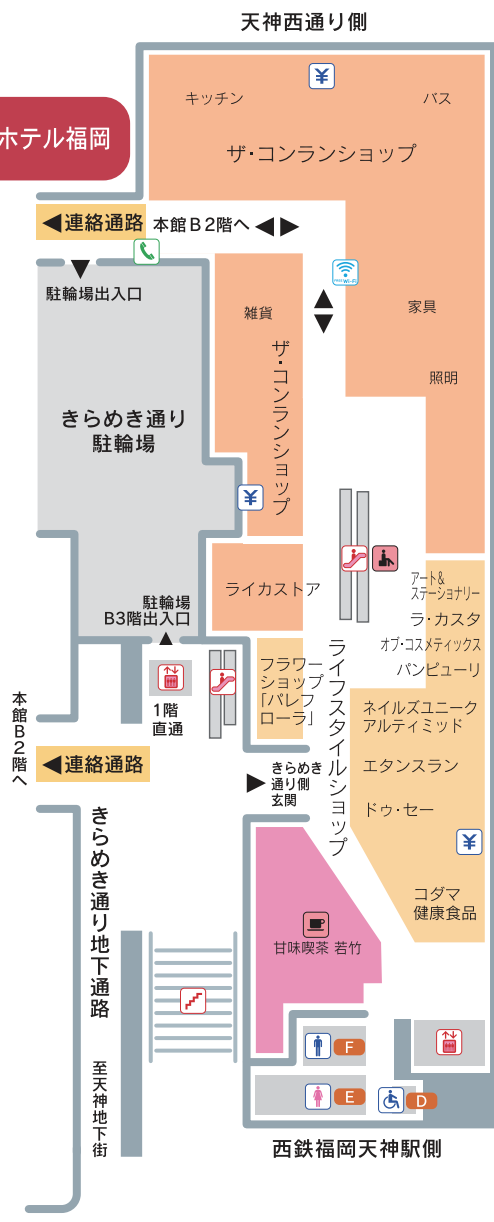 天神西通り側
キッチン
¥
バス
ザ・コンランショップ
ホテル福岡
◀連絡通路
本館B2階へ◀▶
駐輪場出入口
雑貨
家具
照明
ザ・コンランショップ
きらめき通り
駐輪場
¥
ライカストア
駐輪場
B3階出入口
アート&
ステーショナリー
ラ・カスタ
オブ・コスメティックス
パンピューリ
フラワー
ショップ
「パレフ
ローラ」
ライフスタイルショップ
1階
直通
ネイルズユニーク
アルティミッド
本館B2階へ
◀連絡通路
きらめき
通り側
玄関
エタンスラン
ドゥ・セー
¥
コダマ
健康食品
きらめき通り地下通路
甘味喫茶 若竹
至天神地下街
F
E
D
西鉄福岡天神駅側